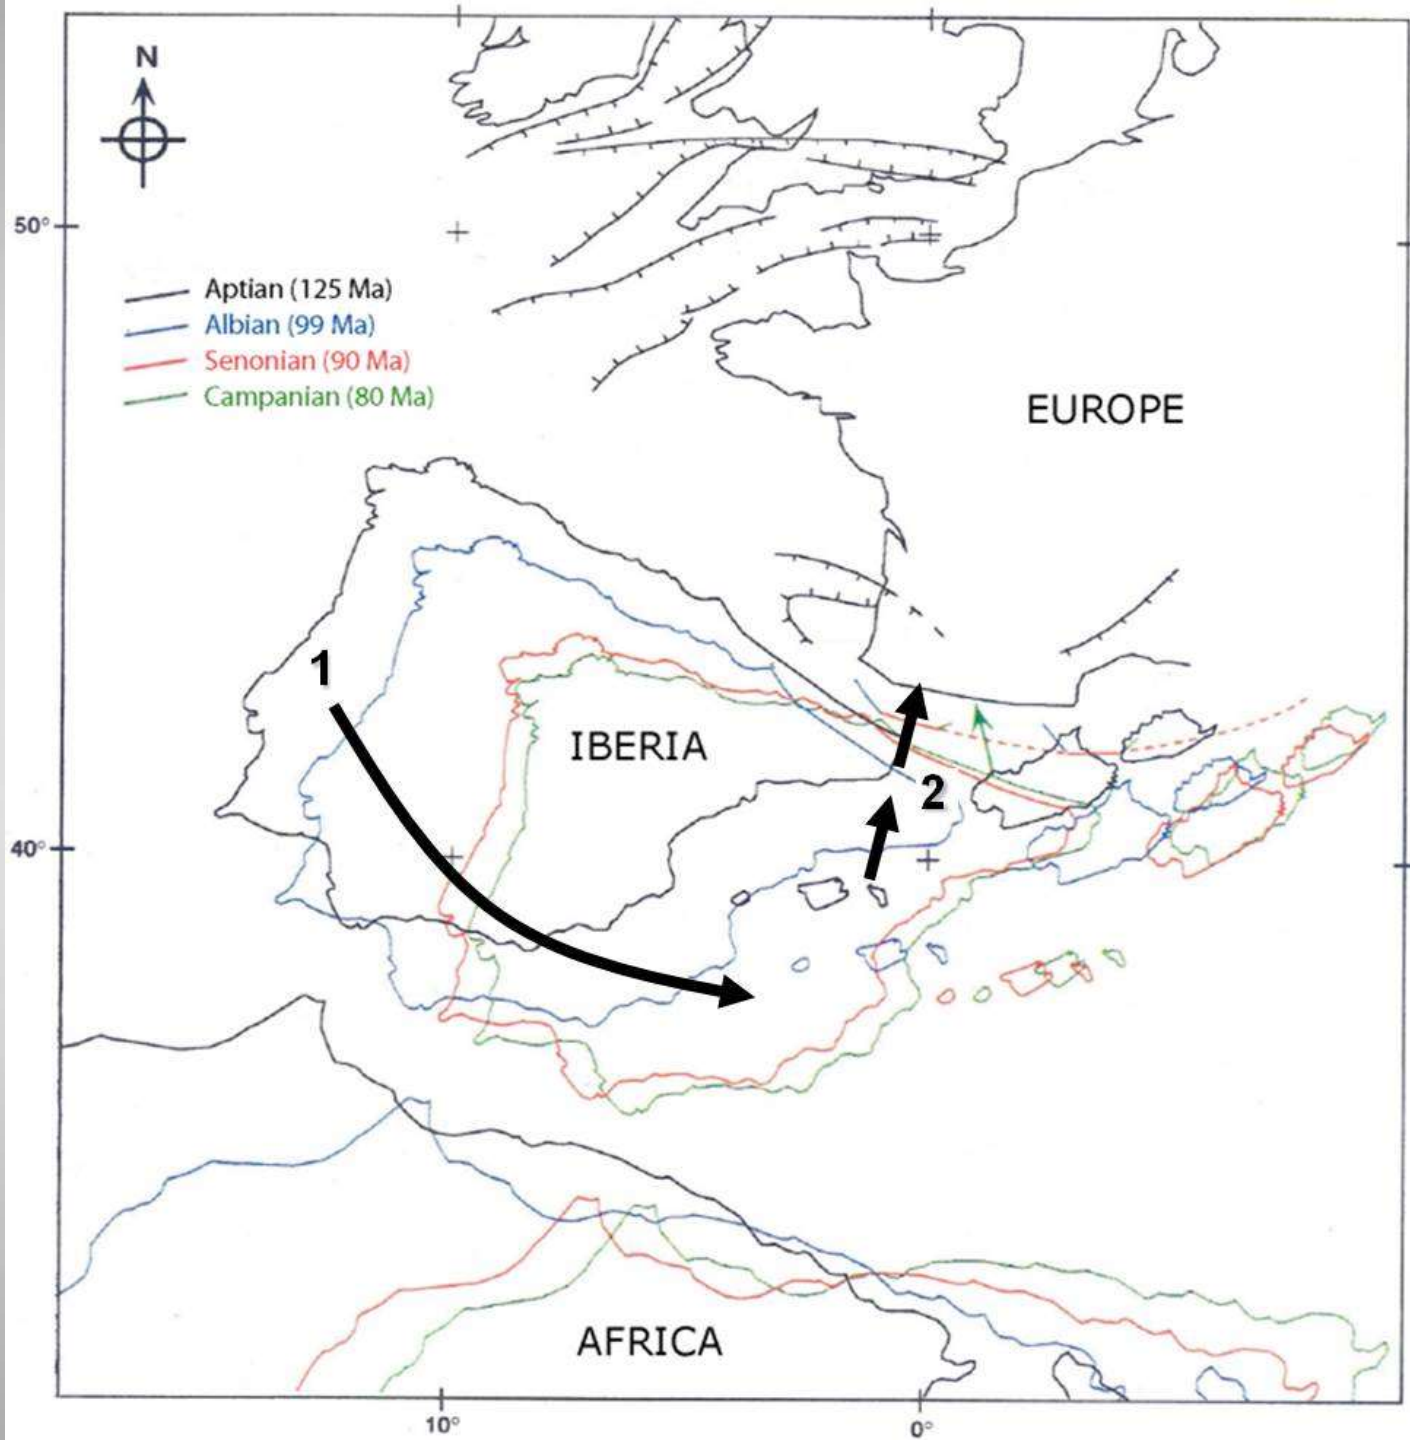 N
50°
Aptian (125 Ma)
Albian (99 Ma)
Senonian (90 Ma)
Campanian (80 Ma)
EUROPE
1
IBERIA
2
40°
AFRICA
10°
0°